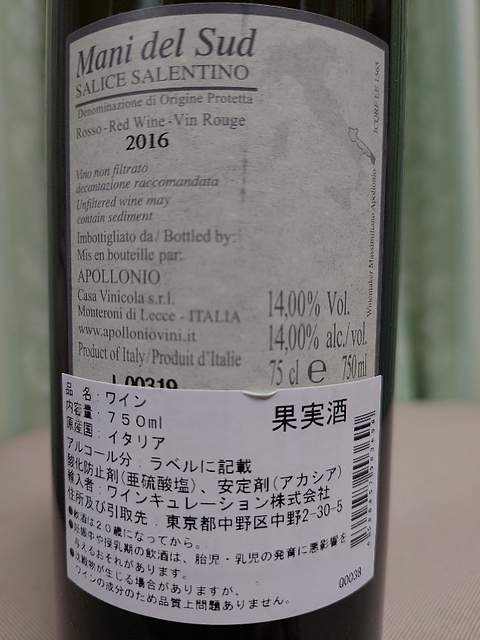 Mani del Sud
SALICE SALENTINO
Denominazione di Origine Protetta
Rosso-Red Wine-Vin Rouge
2016
Vino non filtrato
decantazione raccomandata
Unfiltered wine may
contain sediment
Imbottigliato da/Bottled by:
Mis en bouteille par:
APOLLONIO
Casa Vinicola s.r.l.
Monteroni di Lecce - ITALIA
www.apolloniovini.it
Product of Italy/Produit d'Italie
14,00% Vol.
14,00% alc./vol.
75 cl e 750ml
L00319
Winemaker Massimiliano Apollonio
ICQRF LE 1565
品 名:ワイン
内容量:750ml
原産国:イタリア
アルコール分:ラベルに記載
酸化防止剤(亜硫酸塩)、安定剤(アカシア)
輸入者:ワインキュレーション株式会社
住所及び引取先:東京都中野区中野2-30-5
●飲酒は20歳になってから。
●妊娠中や授乳期の飲酒は、胎児・乳児の発育に悪影響を
与えるおそれがあります。
●沈殿物が生じる場合がありますが、
ワインの成分のため品質上問題ありません。
果実酒
Q0038